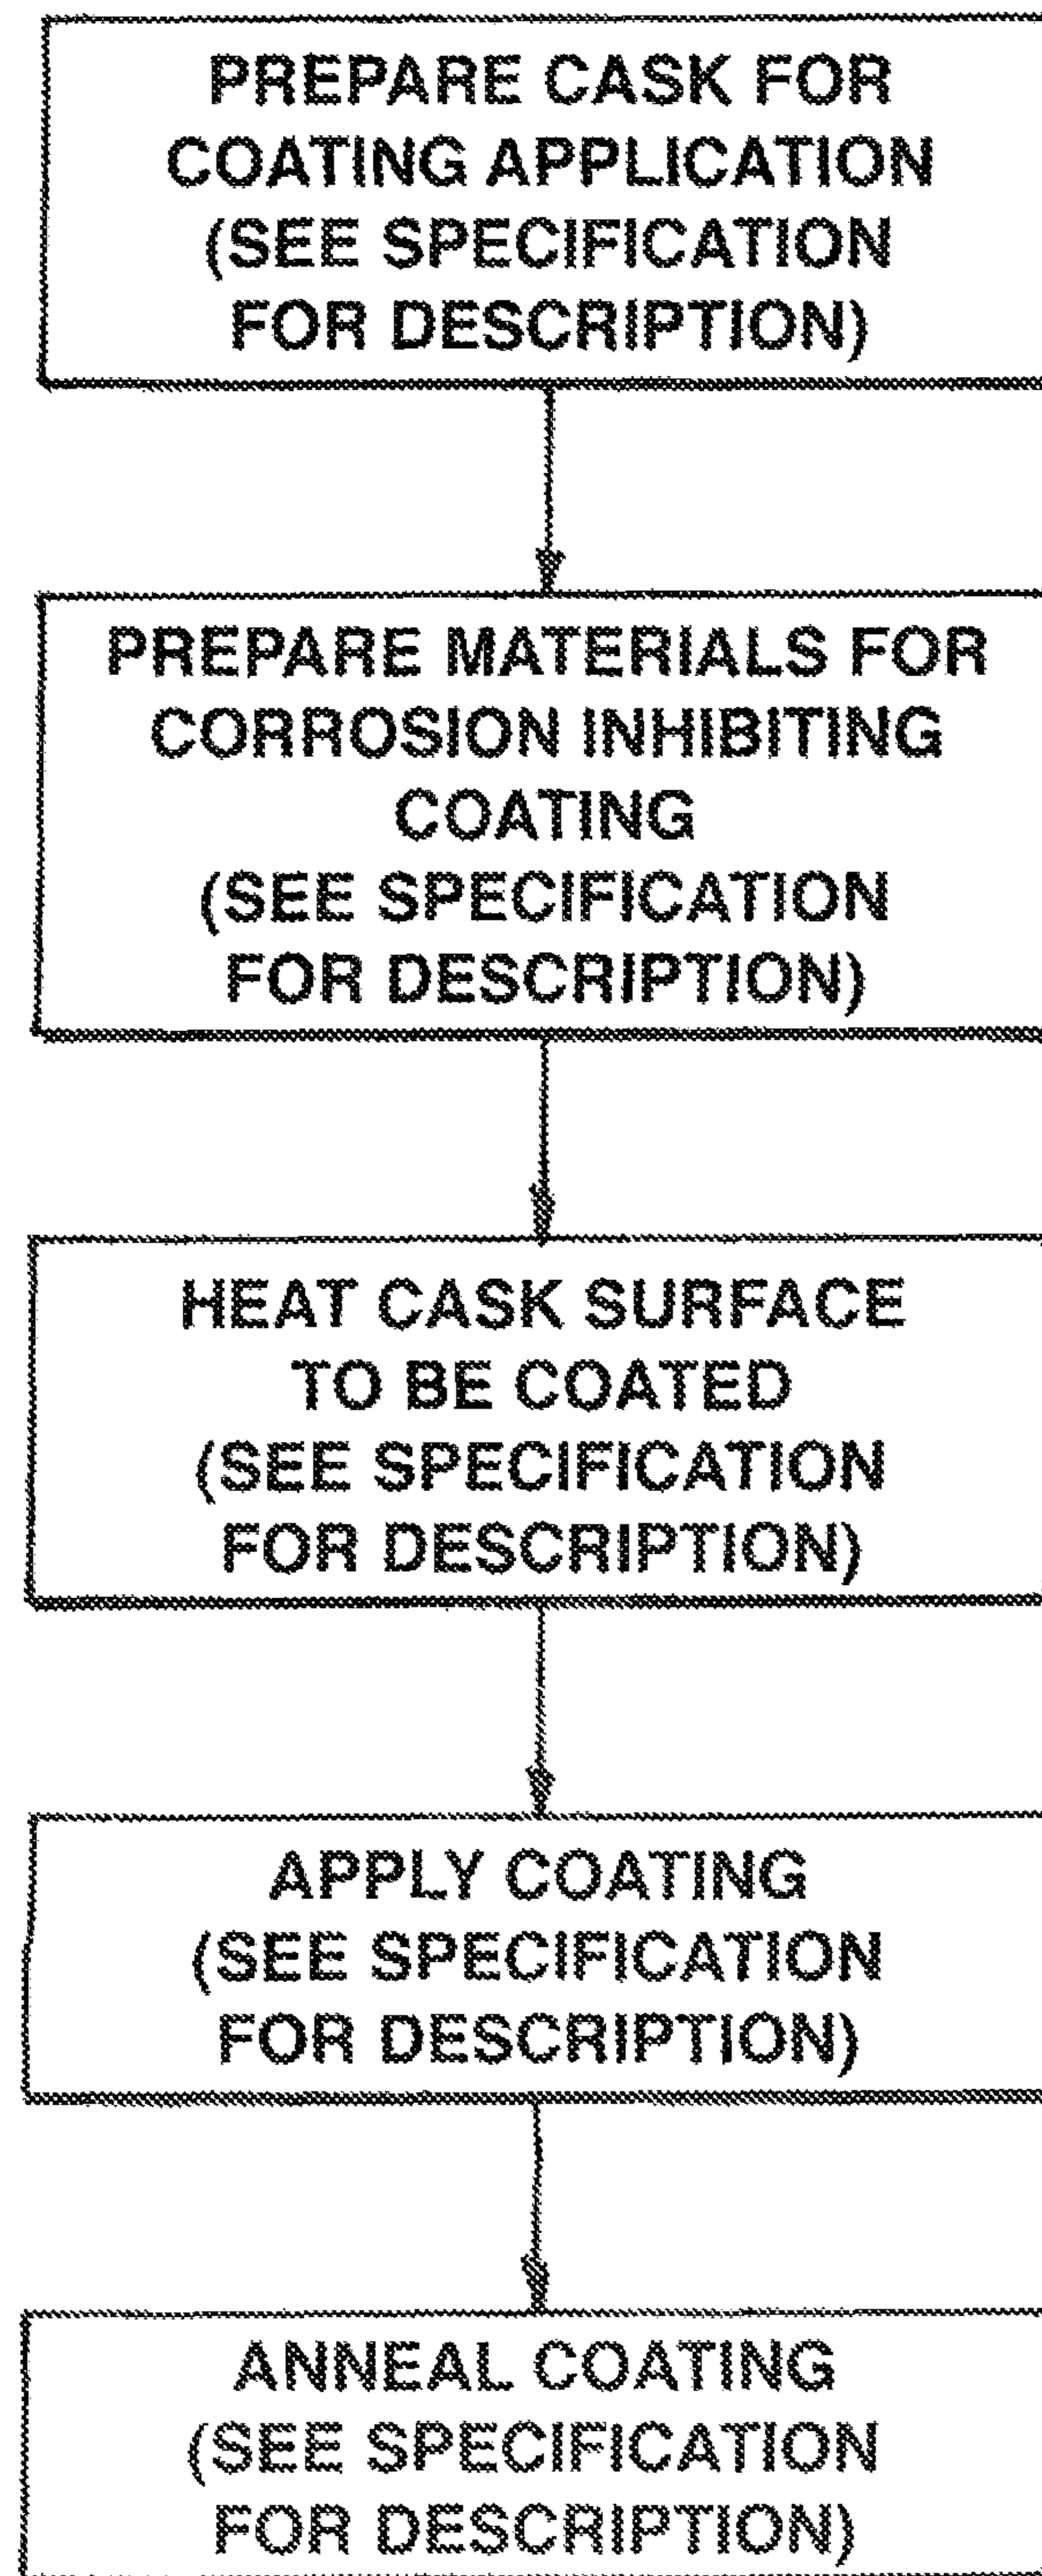 PREPARE CASK FOR
COATING APPLICATION
(SEE SPECIFICATION
FOR DESCRIPTION)
PREPARE MATERIALS FOR
CORROSION INHIBITING
COATING
(SEE SPECIFICATION
FOR DESCRIPTION)
HEAT CASK SURFACE
TO BE COATED
(SEE SPECIFICATION
FOR DESCRIPTION)
APPLY COATING
(SEE SPECIFICATION
FOR DESCRIPTION)
ANNEAL COATING
(SEE SPECIFICATION
FOR DESCRIPTION)